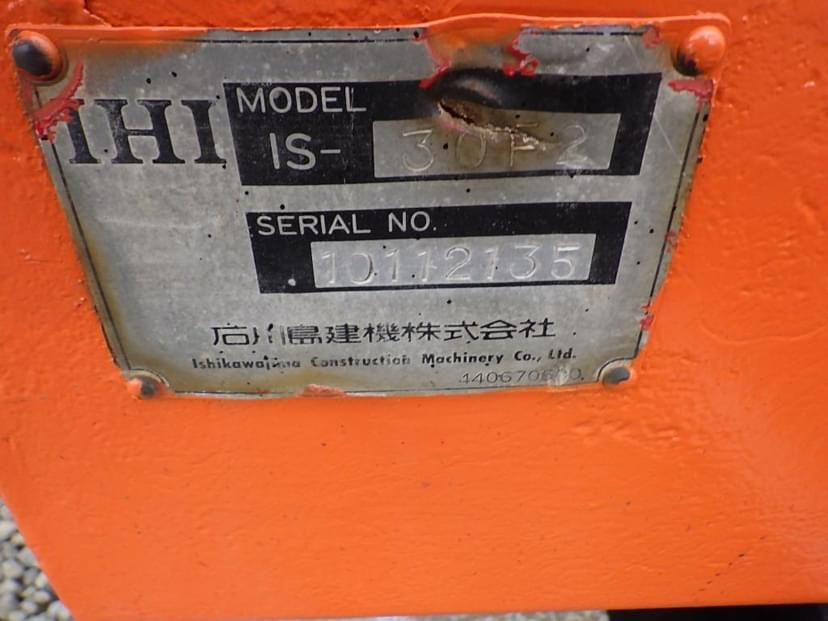 IHI
MODEL
IS- 30F2
SERIAL NO.
10112135
石川島建機株式会社
Ishikawajima Construction Machinery Co., Ltd.